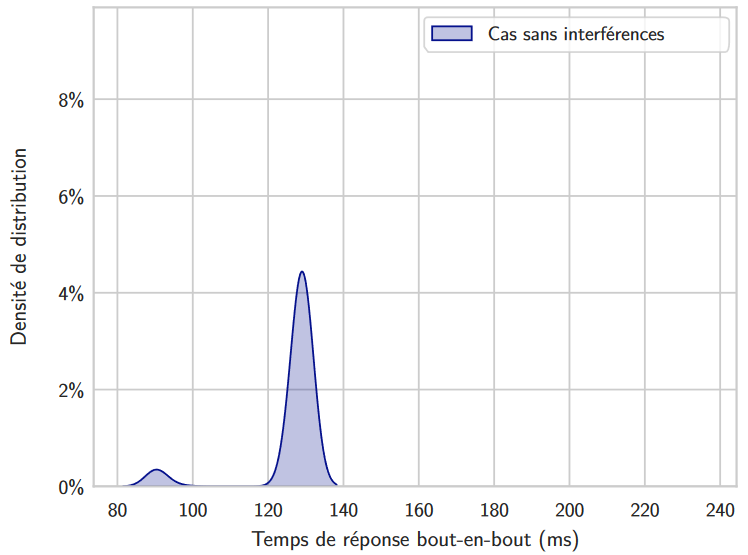 Cas sans interférences
8%
6%
4%
2%
0%
Densité de distribution
80 100 120 140 160 180 200 220 240
Temps de réponse bout-en-bout (ms)